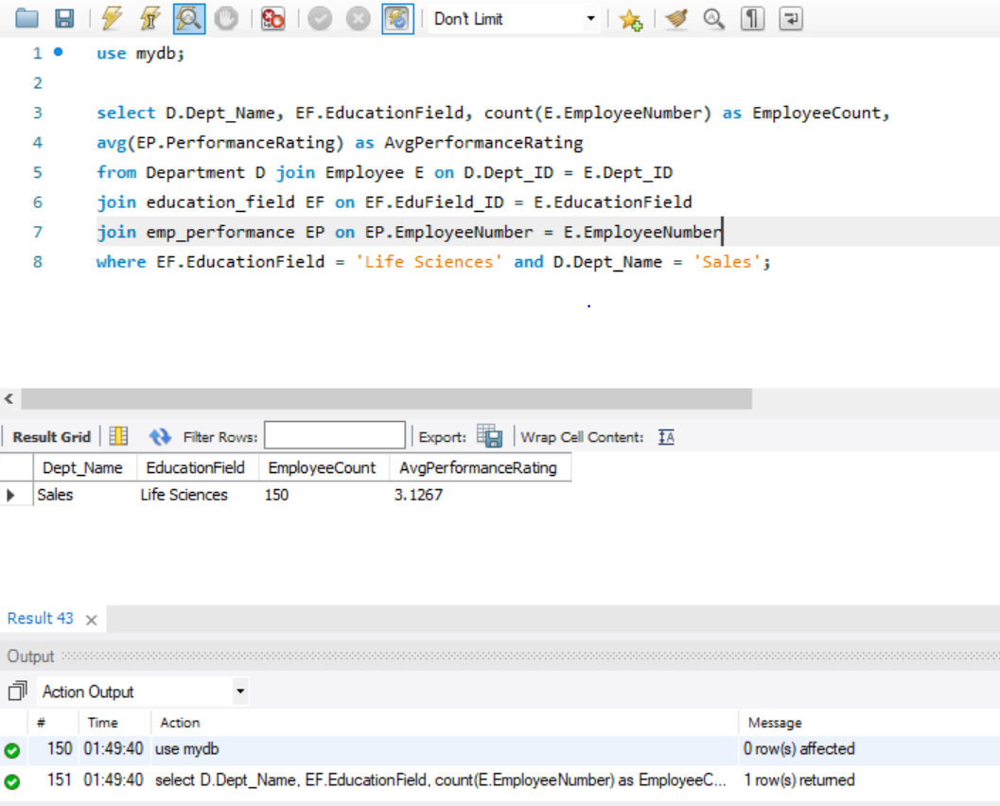 Don't Limit
1 use mydb;
2
3 select D.Dept_Name, EF.EducationField, count(E.EmployeeNumber) as EmployeeCount,
4 avg(EP.PerformanceRating) as AvgPerformanceRating
5 from Department D join Employee E on D.Dept_ID = E.Dept_ID
6 join education_field EF on EF.EduField_ID = E.EducationField
7 join emp_performance EP on EP.EmployeeNumber = E.EmployeeNumber
8 where EF.EducationField = 'Life Sciences' and D.Dept_Name = 'Sales';
Result Grid Filter Rows: Export: Wrap Cell Content: IA
Dept_Name EducationField EmployeeCount AvgPerformanceRating
Sales Life Sciences 150 3.1267
Result 43
Output
Action Output
# Time Action Message
150 01:49:40 use mydb 0 row(s) affected
151 01:49:40 select D.Dept_Name, EF.EducationField, count(E.EmployeeNumber) as EmployeeC... 1 row(s) returned